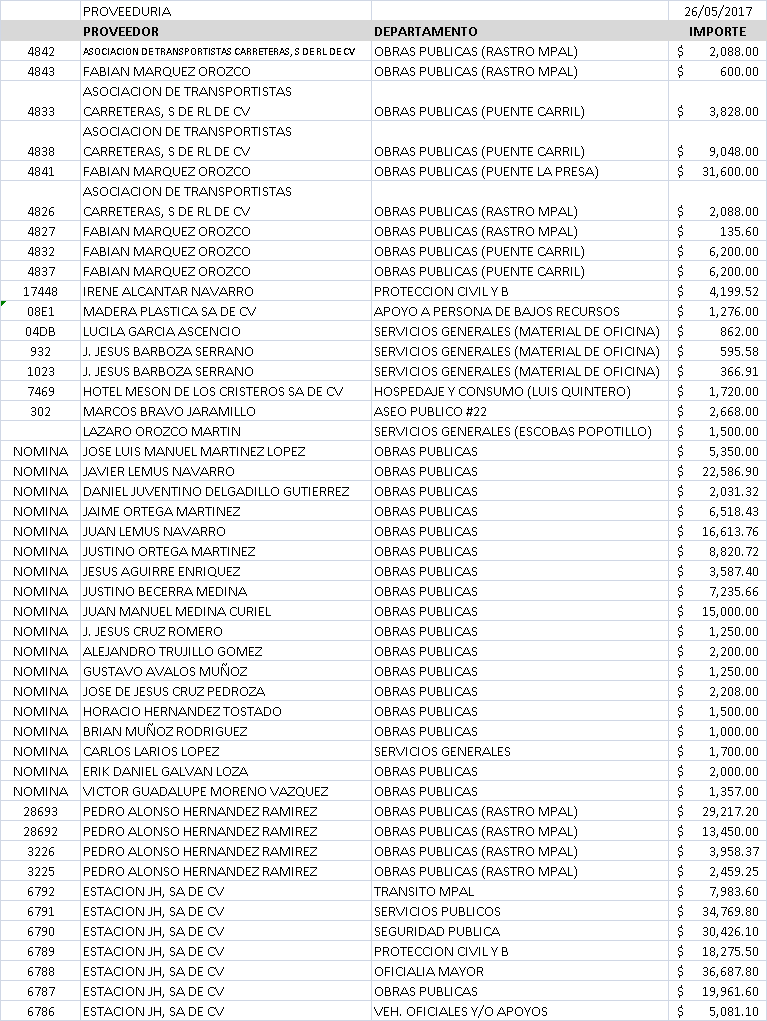 PROVEEDURIA 26/05/2017
PROVEEDOR DEPARTAMENTO IMPORTE
4842 ASOCIACION DE TRANSPORTISTAS CARRETERAS, S DE RL DE CV OBRAS PUBLICAS (RASTRO MPAL) $ 2,088.00
4843 FABIAN MARQUEZ OROZCO OBRAS PUBLICAS (RASTRO MPAL) $ 600.00
ASOCIACION DE TRANSPORTISTAS
4833 CARRETERAS, S DE RL DE CV OBRAS PUBLICAS (PUENTE CARRIL) $ 3,828.00
ASOCIACION DE TRANSPORTISTAS
4838 CARRETERAS, S DE RL DE CV OBRAS PUBLICAS (PUENTE CARRIL) $ 9,048.00
4841 FABIAN MARQUEZ OROZCO OBRAS PUBLICAS (PUENTE LA PRESA) $ 31,600.00
ASOCIACION DE TRANSPORTISTAS
4826 CARRETERAS, S DE RL DE CV OBRAS PUBLICAS (RASTRO MPAL) $ 2,088.00
4827 FABIAN MARQUEZ OROZCO OBRAS PUBLICAS (RASTRO MPAL) $ 135.60
4832 FABIAN MARQUEZ OROZCO OBRAS PUBLICAS (PUENTE CARRIL) $ 6,200.00
4837 FABIAN MARQUEZ OROZCO OBRAS PUBLICAS (PUENTE CARRIL) $ 6,200.00
17448 IRENE ALCANTAR NAVARRO PROTECCION CIVIL Y B $ 4,199.52
08E1 MADERA PLASTICA SA DE CV APOYO A PERSONA DE BAJOS RECURSOS $ 1,276.00
04DB LUCILA GARCIA ASCENCIO SERVICIOS GENERALES (MATERIAL DE OFICINA) $ 862.00
932 J. JESUS BARBOZA SERRANO SERVICIOS GENERALES (MATERIAL DE OFICINA) $ 595.58
1023 J. JESUS BARBOZA SERRANO SERVICIOS GENERALES (MATERIAL DE OFICINA) $ 366.91
7469 HOTEL MESON DE LOS CRISTEROS SA DE CV HOSPEDAJE Y CONSUMO (LUIS QUINTERO) $ 1,720.00
302 MARCOS BRAVO JARAMILLO ASEO PUBLICO #22 $ 2,668.00
LAZARO OROZCO MARTIN SERVICIOS GENERALES (ESCOBAS POPOTILLO) $ 1,500.00
NOMINA JOSE LUIS MANUEL MARTINEZ LOPEZ OBRAS PUBLICAS $ 5,350.00
NOMINA JAVIER LEMUS NAVARRO OBRAS PUBLICAS $ 22,586.90
NOMINA DANIEL JUVENTINO DELGADILLO GUTIERREZ OBRAS PUBLICAS $ 2,031.32
NOMINA JAIME ORTEGA MARTINEZ OBRAS PUBLICAS $ 6,518.43
NOMINA JUAN LEMUS NAVARRO OBRAS PUBLICAS $ 16,613.76
NOMINA JUSTINO ORTEGA MARTINEZ OBRAS PUBLICAS $ 8,820.72
NOMINA JESUS AGUIRRE ENRIQUEZ OBRAS PUBLICAS $ 3,587.40
NOMINA JUSTINO BECERRA MEDINA OBRAS PUBLICAS $ 7,235.66
NOMINA JUAN MANUEL MEDINA CURIEL OBRAS PUBLICAS $ 15,000.00
NOMINA J. JESUS CRUZ ROMERO OBRAS PUBLICAS $ 1,250.00
NOMINA ALEJANDRO TRUJILLO GOMEZ OBRAS PUBLICAS $ 2,200.00
NOMINA GUSTAVO AVALOS MUÑOZ OBRAS PUBLICAS $ 1,250.00
NOMINA JOSE DE JESUS CRUZ PEDROZA OBRAS PUBLICAS $ 2,208.00
NOMINA HORACIO HERNANDEZ TOSTADO OBRAS PUBLICAS $ 1,500.00
NOMINA BRIAN MUÑOZ RODRIGUEZ OBRAS PUBLICAS $ 1,000.00
NOMINA CARLOS LARIOS LOPEZ SERVICIOS GENERALES $ 1,700.00
NOMINA ERIK DANIEL GALVAN LOZA OBRAS PUBLICAS $ 2,000.00
NOMINA VICTOR GUADALUPE MORENO VAZQUEZ OBRAS PUBLICAS $ 1,357.00
28693 PEDRO ALONSO HERNANDEZ RAMIREZ OBRAS PUBLICAS (RASTRO MPAL) $ 29,217.20
28692 PEDRO ALONSO HERNANDEZ RAMIREZ OBRAS PUBLICAS (RASTRO MPAL) $ 13,450.00
3226 PEDRO ALONSO HERNANDEZ RAMIREZ OBRAS PUBLICAS (RASTRO MPAL) $ 3,958.37
3225 PEDRO ALONSO HERNANDEZ RAMIREZ OBRAS PUBLICAS (RASTRO MPAL) $ 2,459.25
6792 ESTACION JH, SA DE CV TRANSITO MPAL $ 7,983.60
6791 ESTACION JH, SA DE CV SERVICIOS PUBLICOS $ 34,769.80
6790 ESTACION JH, SA DE CV SEGURIDAD PUBLICA $ 30,426.10
6789 ESTACION JH, SA DE CV PROTECCION CIVIL Y B $ 18,275.50
6788 ESTACION JH, SA DE CV OFICIALIA MAYOR $ 36,687.80
6787 ESTACION JH, SA DE CV OBRAS PUBLICAS $ 19,961.60
6786 ESTACION JH, SA DE CV VEH. OFICIALES Y/O APOYOS $ 5,081.10